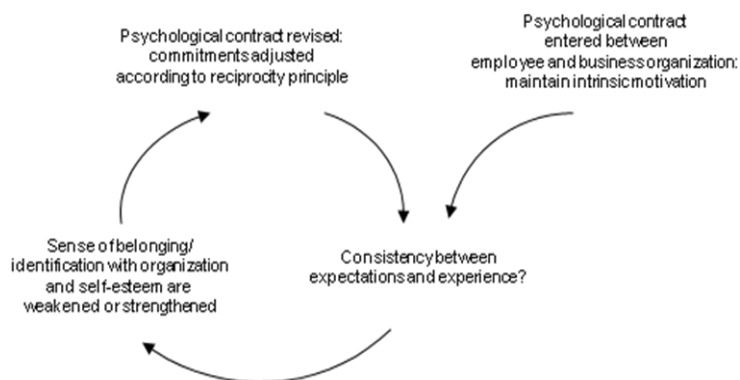 Psychological contract revised:
commitments adjusted
according to reciprocity principle
Psychological contract
entered between
employee and business organization:
maintain intrinsic motivation
Sense of belonging/
identification with organization
and self-esteem are
weakened or strengthened
Consistency between
expectations and experience?